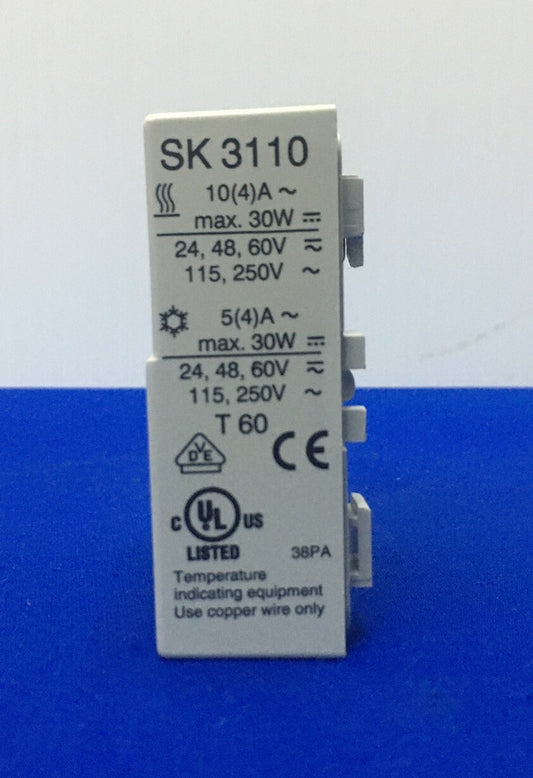 SK 3110
10(4)A ~
max. 30W ⎓
24, 48, 60V ≂
115, 250V ~
5(4)A ~
max. 30W ⎓
24, 48, 60V ≂
115, 250V ~
T 60
VDE CE
C UL US
LISTED 38PA
Temperature
indicating equipment
Use copper wire only